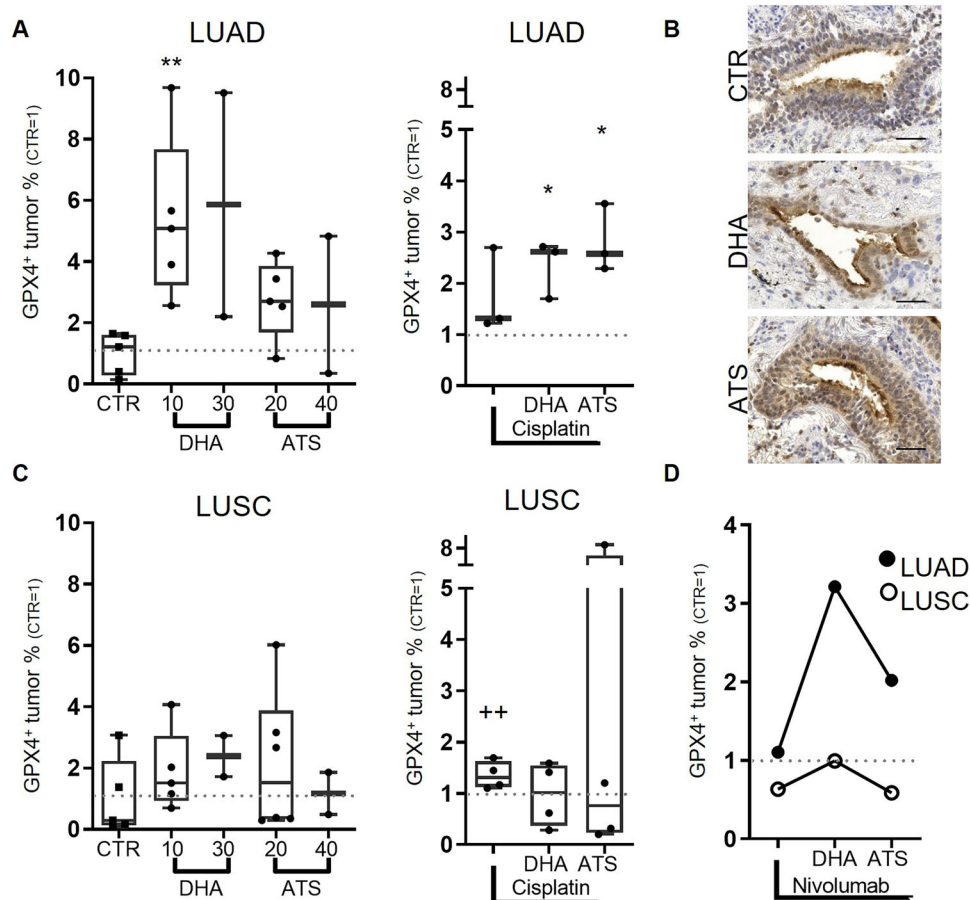 A
LUAD
GPX4⁺ tumor % (CTR=1)
10
8
6
4
2
0
**
CTR
10
30
20
40
DHA
ATS
LUAD
GPX4⁺ tumor % (CTR=1)
8
5
4
3
2
1
0
*
*
DHA
ATS
Cisplatin
B
CTR
DHA
ATS
C
LUSC
GPX4⁺ tumor % (CTR=1)
10
8
6
4
2
0
CTR
10
30
20
40
DHA
ATS
LUSC
GPX4⁺ tumor % (CTR=1)
8
5
4
3
2
1
0
++
DHA
ATS
Cisplatin
D
GPX4⁺ tumor % (CTR=1)
4
3
2
1
0
LUAD
LUSC
DHA
ATS
Nivolumab